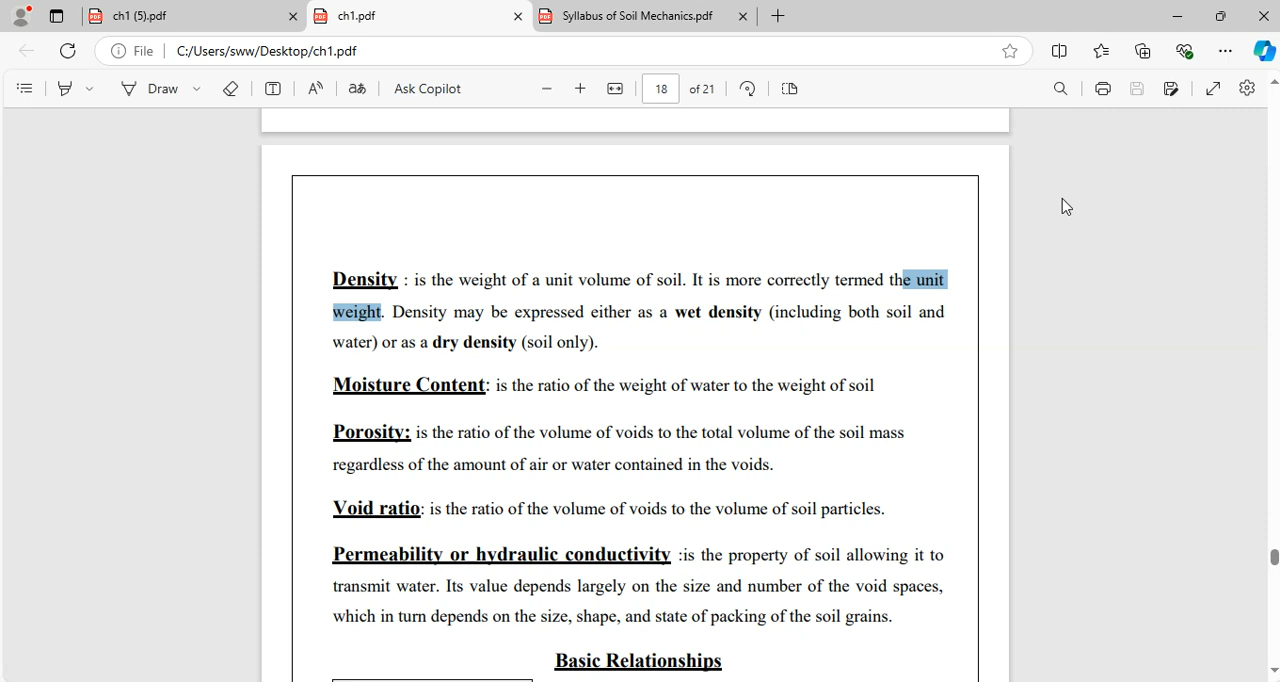 ch1 (5).pdf
ch1.pdf
Syllabus of Soil Mechanics.pdf
File
C:/Users/sww/Desktop/ch1.pdf
Draw
Ask Copilot
18 of 21
Density : is the weight of a unit volume of soil. It is more correctly termed the unit
weight. Density may be expressed either as a wet density (including both soil and
water) or as a dry density (soil only).
Moisture Content: is the ratio of the weight of water to the weight of soil
Porosity: is the ratio of the volume of voids to the total volume of the soil mass
regardless of the amount of air or water contained in the voids.
Void ratio: is the ratio of the volume of voids to the volume of soil particles.
Permeability or hydraulic conductivity :is the property of soil allowing it to
transmit water. Its value depends largely on the size and number of the void spaces,
which in turn depends on the size, shape, and state of packing of the soil grains.
Basic Relationships